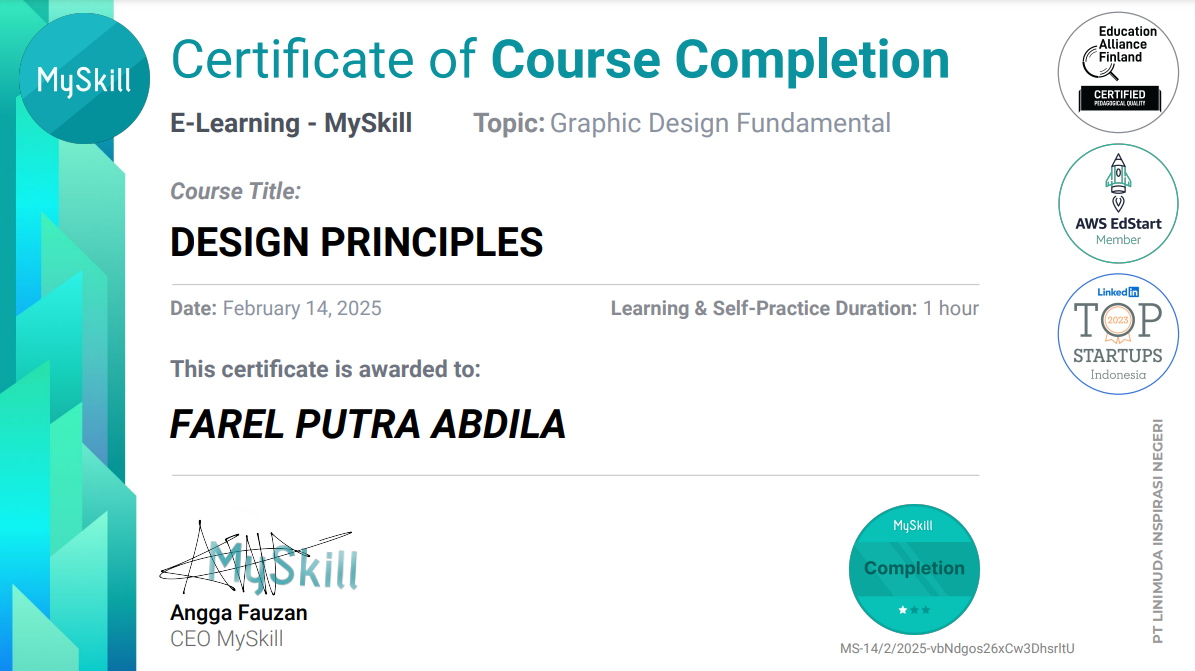 MySkill
Certificate of Course Completion
E-Learning - MySkill Topic: Graphic Design Fundamental
Course Title:
DESIGN PRINCIPLES
Date: February 14, 2025 Learning & Self-Practice Duration: 1 hour
This certificate is awarded to:
FAREL PUTRA ABDILA
MySkill
Angga Fauzan
CEO MySkill
MySkill
Completion
MS-14/2/2025-vbNdgos26xCw3DhsrltU
Education
Alliance
Finland
CERTIFIED
PEDAGOGICAL QUALITY
AWS EdStart
Member
Linked in
TOP
2023
STARTUPS
Indonesia
PT LINIMUDA INSPIRASI NEGERI